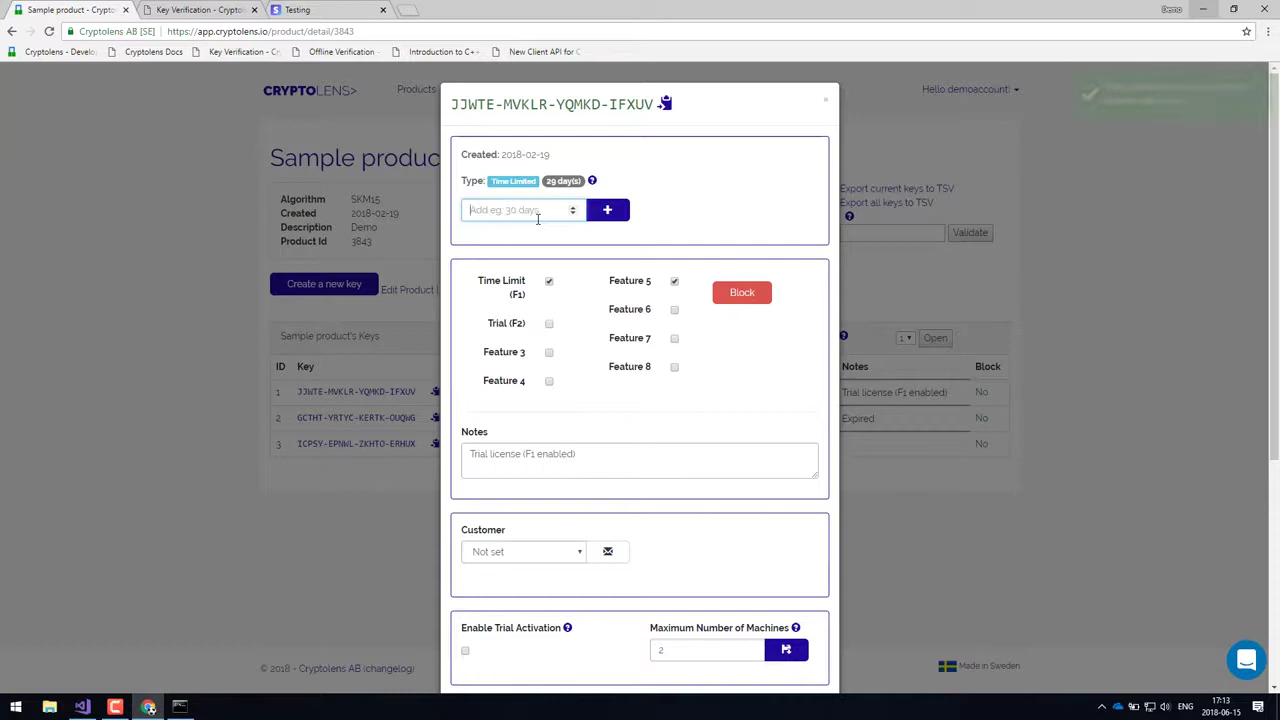 Sample product - Crypto
Key Verification - Cryptol
Testing
Demo
Cryptolens AB [SE]
https://app.cryptolens.io/product/detail/3843
Cryptolens
Cryptolens Docs
Key Verification - Cry
Offline Verification -
Introduction of C++
New Client API for C
CRYPTOLENS>
Products
Hello demoaccount!
JJWTE-MVKLR-YQMKD-IFXUV
×
Sample produc
Algorithm SKM15
Created 2018-02-19
Description Demo
Product Id 3843
Create a new key
Edit Product |
Export current keys to TSV
Export all keys to TSV
Validate
Created: 2018-02-19
Type: Time Limited 29 day(s)
Add eg. 30 days
+
Time Limit (F1)
Trial (F2)
Feature 3
Feature 4
Feature 5
Feature 6
Feature 7
Feature 8
Block
Sample product's Keys
1
Open
ID Key Notes Block
1 JJWTE-MVKLR-YQMKD-IFXUV Trial license (F1 enabled) No
2 GCTHT-YRTYC-KERTK-OUQWG Expired No
3 ICPSY-EPNWL-ZKHTO-ERHUX No
Notes
Trial license (F1 enabled)
Customer
Not set
Enable Trial Activation
Maximum Number of Machines
2
© 2018 - Cryptolens AB (changelog)
Made in Sweden
ENG
17:13
2018-06-15